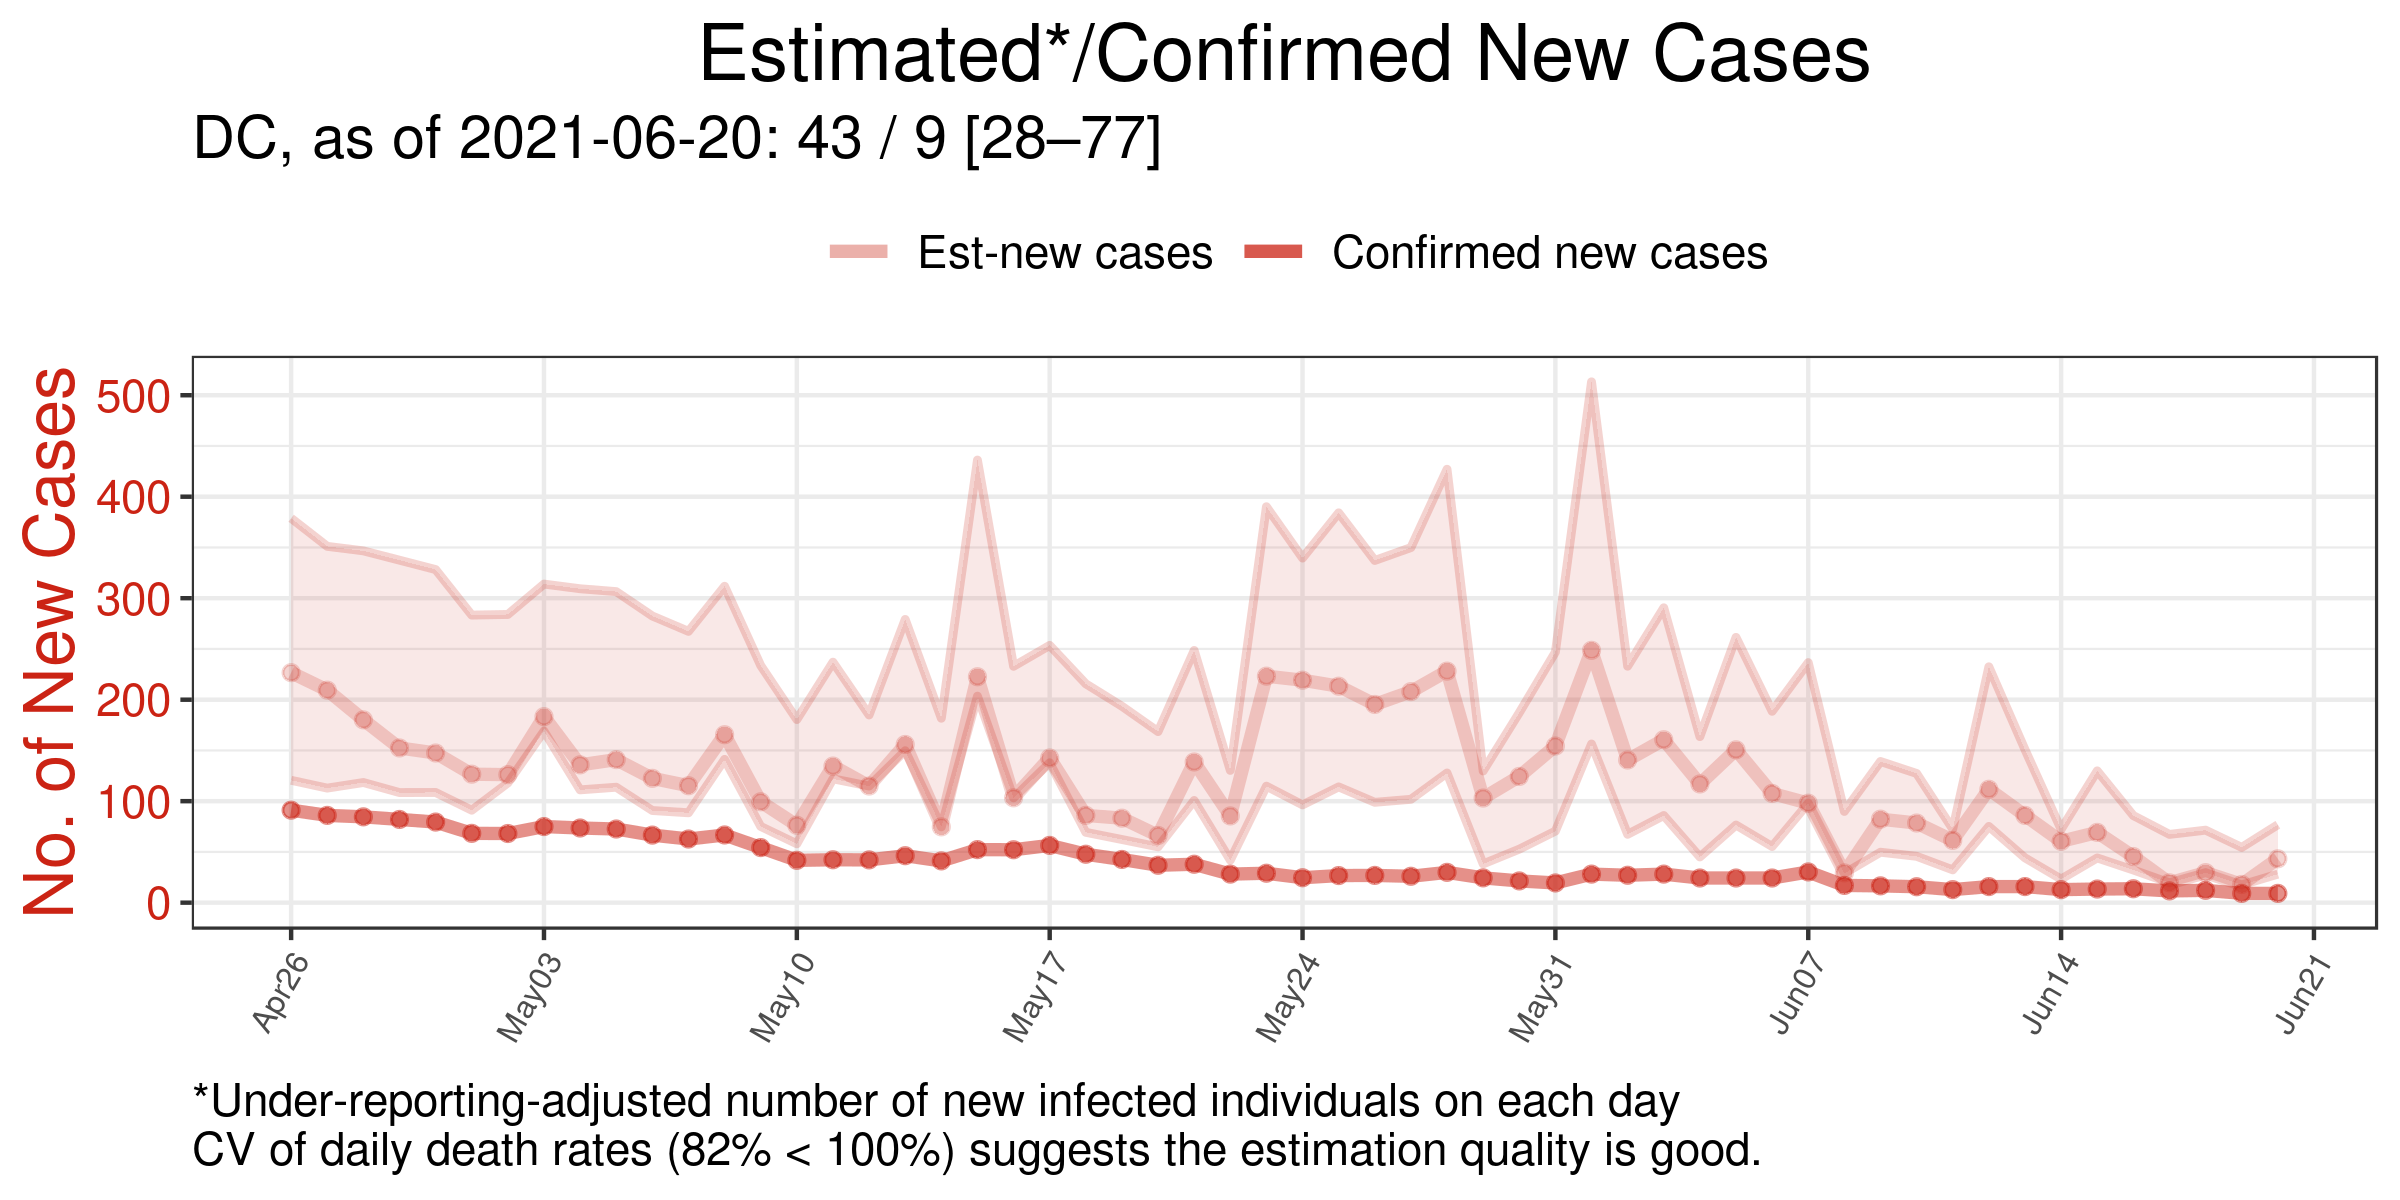 Estimated*/Confirmed New Cases
DC, as of 2021-06-20: 43 / 9 [28–77]
Est-new cases Confirmed new cases
No. of New Cases
500
400
300
200
100
0
Apr26 May03 May10 May17 May24 May31 Jun07 Jun14 Jun21
*Under-reporting-adjusted number of new infected individuals on each day
CV of daily death rates (82% < 100%) suggests the estimation quality is good.